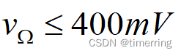 v_Ω ≤ 400mV
CSDN @timerring